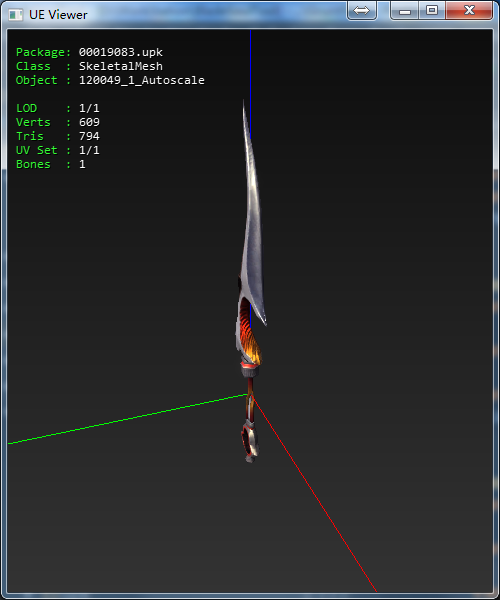 UE Viewer
Package: 00019083.upk
Class  : SkeletalMesh
Object : 120049_1_Autoscale
LOD    : 1/1
Verts  : 609
Tris   : 794
UV Set : 1/1
Bones  : 1